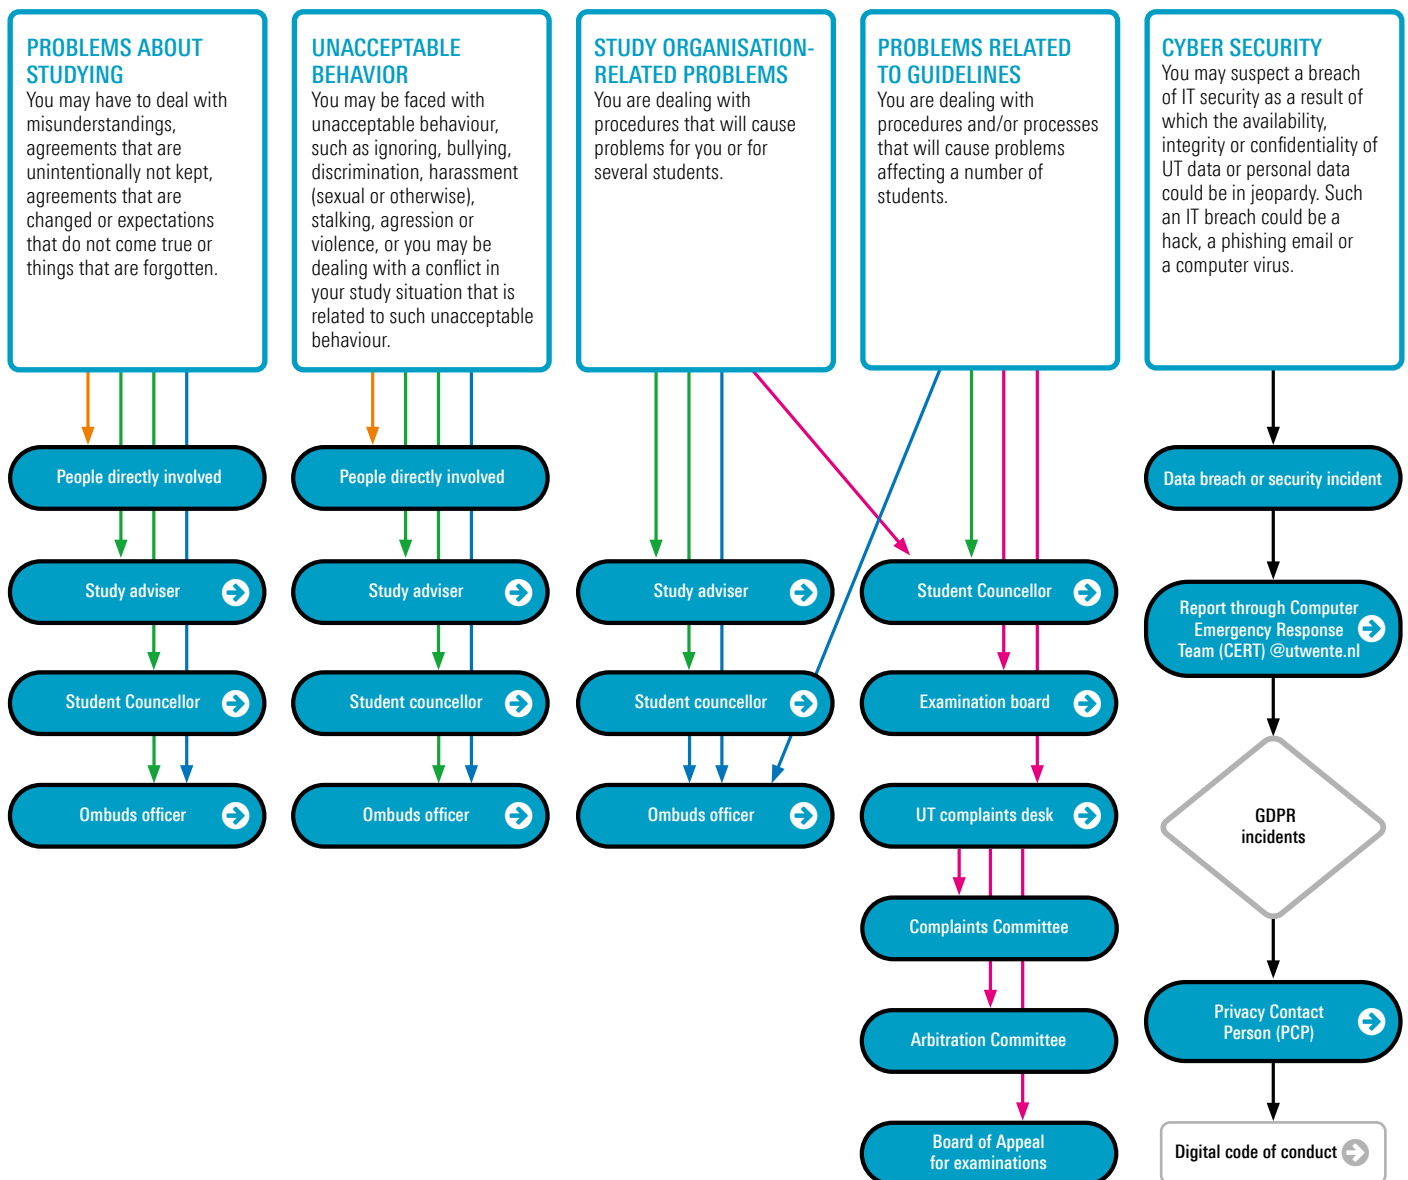 PROBLEMS ABOUT
STUDYING
You may have to deal with
misunderstandings,
agreements that are
unintentionally not kept,
agreements that are
changed or expectations
that do not come true or
things that are forgotten.
UNACCEPTABLE
BEHAVIOR
You may be faced with
unacceptable behaviour,
such as ignoring, bullying,
discrimination, harassment
(sexual or otherwise),
stalking, agression or
violence, or you may be
dealing with a conflict in
your study situation that is
related to such unacceptable
behaviour.
STUDY ORGANISATION-
RELATED PROBLEMS
You are dealing with
procedures that will cause
problems for you or for
several students.
PROBLEMS RELATED
TO GUIDELINES
You are dealing with
procedures and/or processes
that will cause problems
affecting a number of
students.
CYBER SECURITY
You may suspect a breach
of IT security as a result of
which the availability,
integrity or confidentiality of
UT data or personal data
could be in jeopardy. Such
an IT breach could be a
hack, a phishing email or
a computer virus.
People directly involved
Study adviser
Student Councellor
Ombuds officer
People directly involved
Study adviser
Student councellor
Ombuds officer
Study adviser
Student councellor
Ombuds officer
Student Councellor
Examination board
UT complaints desk
Complaints Committee
Arbitration Committee
Board of Appeal
for examinations
Data breach or security incident
Report through Computer
Emergency Response
Team (CERT) @utwente.nl
GDPR
incidents
Privacy Contact
Person (PCP)
Digital code of conduct